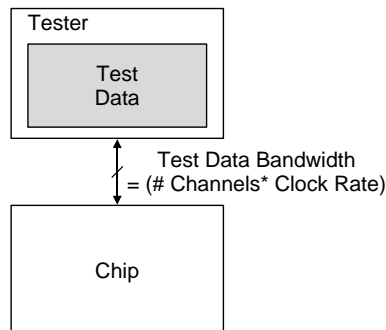 Tester
Test
Data
Test Data Bandwidth
= (# Channels* Clock Rate)
Chip